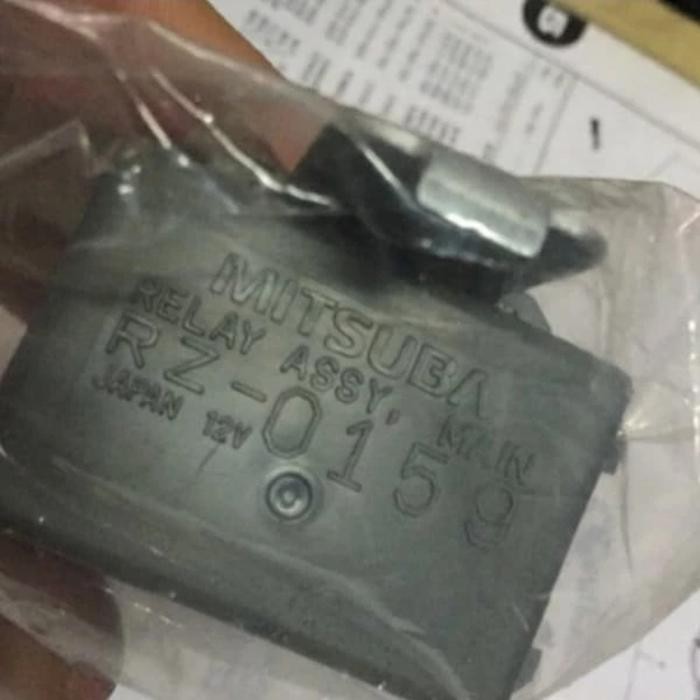 MITSUBA
RELAY ASSY, MAIN
RZ-0159
JAPAN 12V